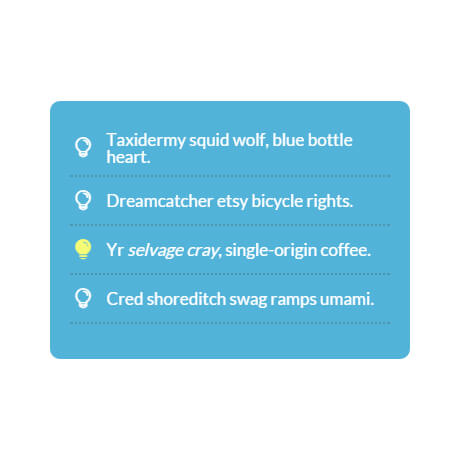 Taxidermy squid wolf, blue bottle
heart.
Dreamcatcher etsy bicycle rights.
Yr selvage cray, single-origin coffee.
Cred shoreditch swag ramps umami.